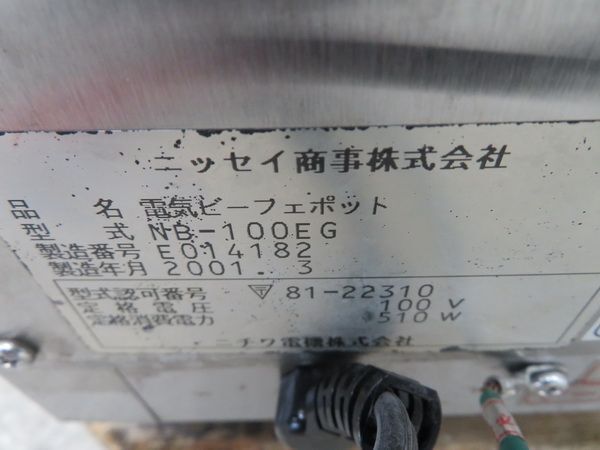 ニッセイ商事株式会社
品 名 電気ビーフェポット
型 式 NB-100EG
製造番号 E014182
製造年月 2001. 3
型式認可番号 81-22310
定格電圧 100 V
定格消費電力 510 W
ニチワ電機株式会社